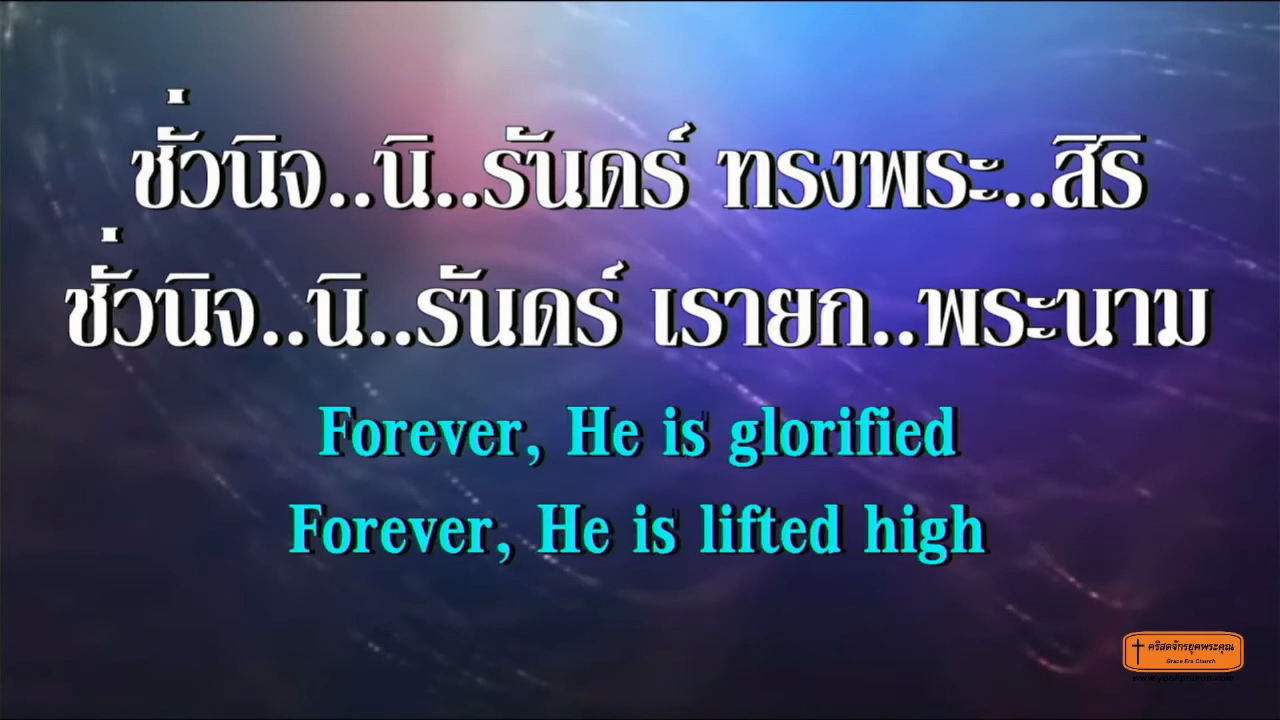 ชั่วนิจ..นิ..รันดร์ ทรงพระ..สิริ
ชั่วนิจ..นิ..รันดร์ เรายก..พระนาม
Forever, He is glorified
Forever, He is lifted high
คริสตจักรยุคพระคุณ
Grace Era Church